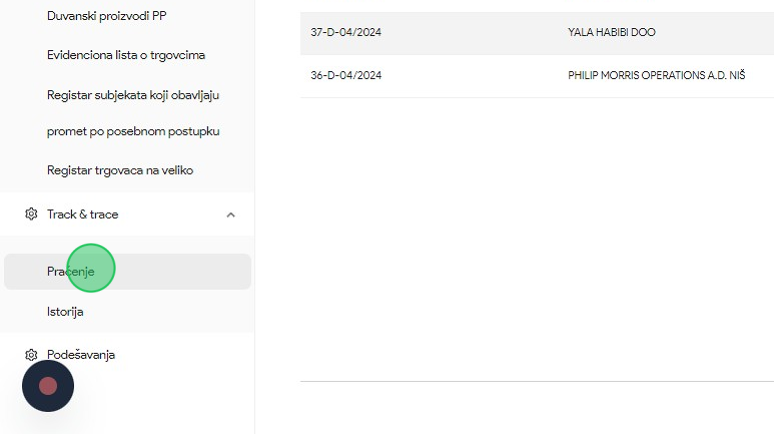 Duvanski proizvodi PP
37-D-04/2024 YALA HABIBI DOO
Evidenciona lista o trgovcima
36-D-04/2024 PHILIP MORRIS OPERATIONS A.D. NIŠ
Registar subjekata koji obavljaju
promet po posebnom postupku
Registar trgovaca na veliko
Track & trace
Praćenje
Istorija
Podešavanja